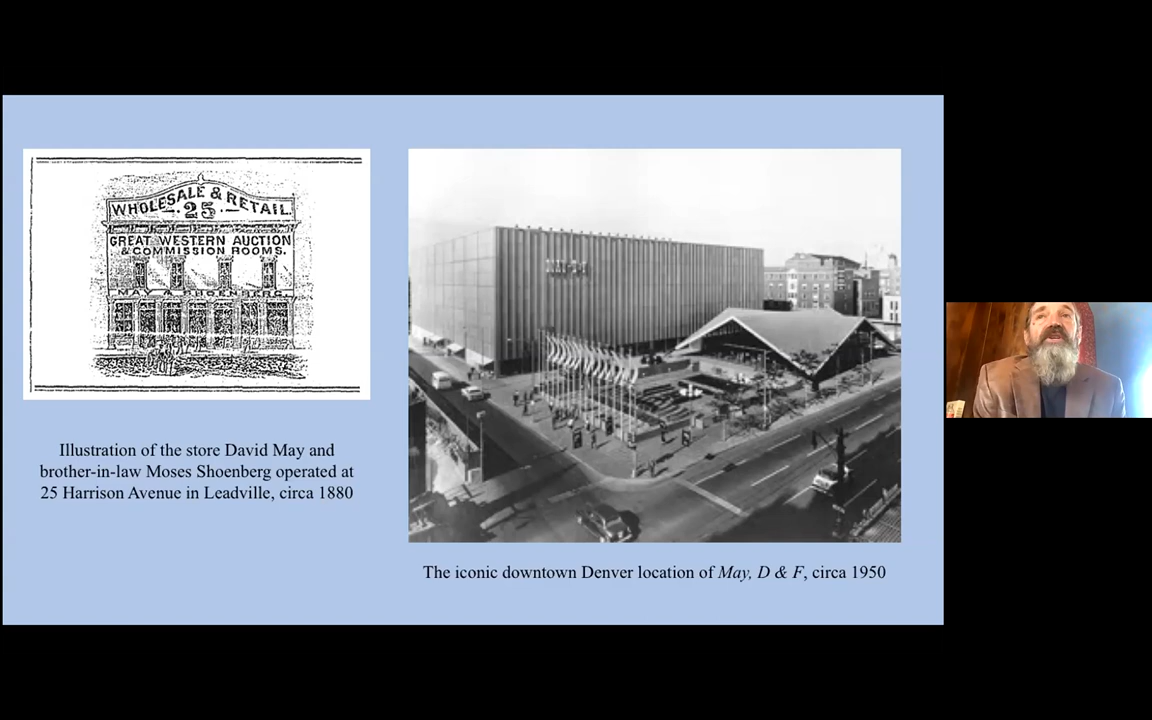 WHOLESALE & RETAIL.
25
GREAT WESTERN AUCTION
& COMMISSION ROOMS.
MAY & SHOENBERG.
Illustration of the store David May and
brother-in-law Moses Shoenberg operated at
25 Harrison Avenue in Leadville, circa 1880
The iconic downtown Denver location of May, D & F, circa 1950